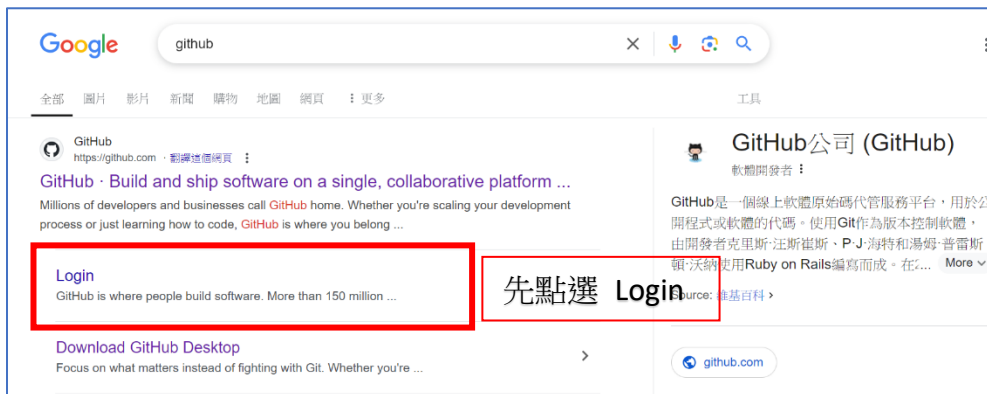 Google
github
全部 圖片 影片 新聞 購物 地圖 網頁 更多 工具
GitHub
https://github.com · 翻譯這個網頁
GitHub · Build and ship software on a single, collaborative platform ...
Millions of developers and businesses call GitHub home. Whether you're scaling your development
process or just learning how to code, GitHub is where you belong ...
Login
GitHub is where people build software. More than 150 million ...
先點選 Login
Download GitHub Desktop
Focus on what matters instead of fighting with Git. Whether you're ...
GitHub公司 (GitHub)
軟體開發者
GitHub是一個線上軟體原始碼代管服務平台，用於公
開程式或軟體的代碼。使用Git作為版本控制軟體，
由開發者克里斯·汪斯崔斯、P·J·海特和湯姆·普雷斯
頓·沃納使用Ruby on Rails編寫而成。在2... More
Source: 維基百科
github.com